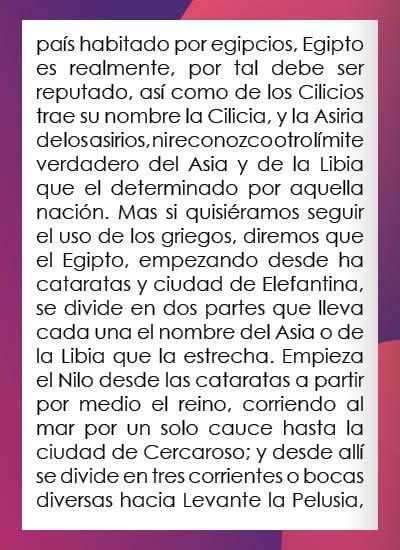 país habitado por egipcios, Egipto
es realmente, por tal debe ser
reputado, así como de los Cilicios
trae su nombre la Cilicia, y la Asiria
de los asirios, ni reconozco otro límite
verdadero del Asia y de la Libia
que el determinado por aquella
nación. Mas si quisiéramos seguir
el uso de los griegos, diremos que
el Egipto, empezando desde ha
cataratas y ciudad de Elefantina,
se divide en dos partes que lleva
cada una el nombre del Asia o de
la Libia que la estrecha. Empieza
el Nilo desde las cataratas a partir
por medio el reino, corriendo al
mar por un solo cauce hasta la
ciudad de Cercaroso; y desde allí
se divide en tres corrientes o bocas
diversas hacia Levante la Pelusia,